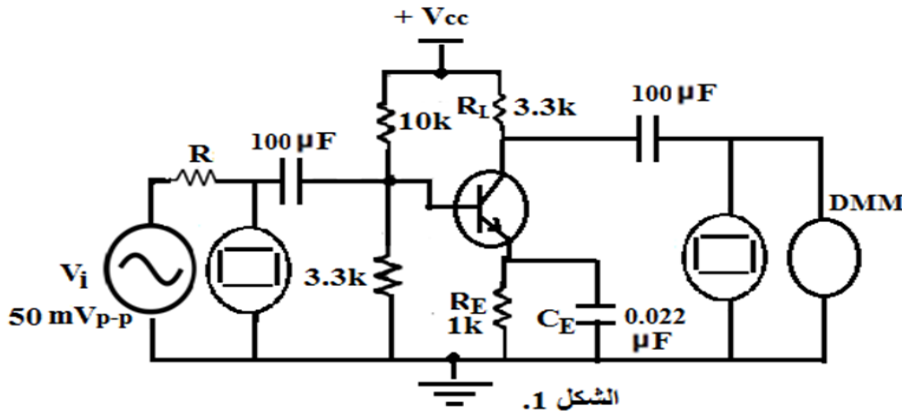 + Vcc
RL 3.3k
100 µF
10k
100 µF
R
DMM
Vi
50 mVp-p
3.3k
RE
1k
CE
0.022
µF
الشكل 1.